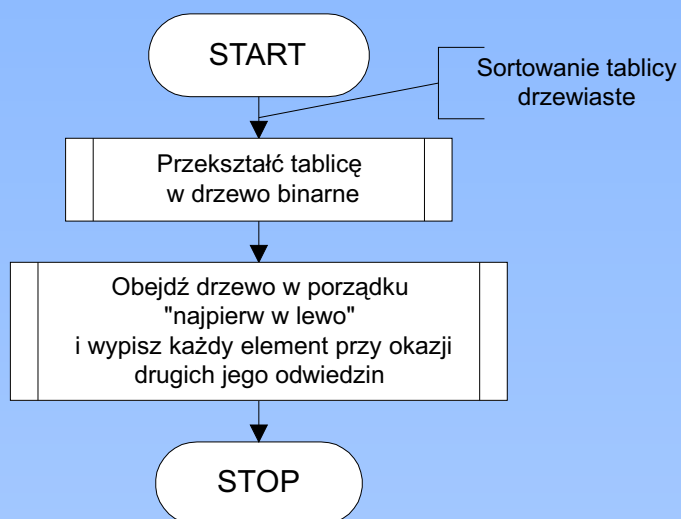 START
Sortowanie tablicy
drzewiaste
Przekształć tablicę
w drzewo binarne
Obejdź drzewo w porządku
"najpierw w lewo"
i wypisz każdy element przy okazji
drugich jego odwiedzin
STOP